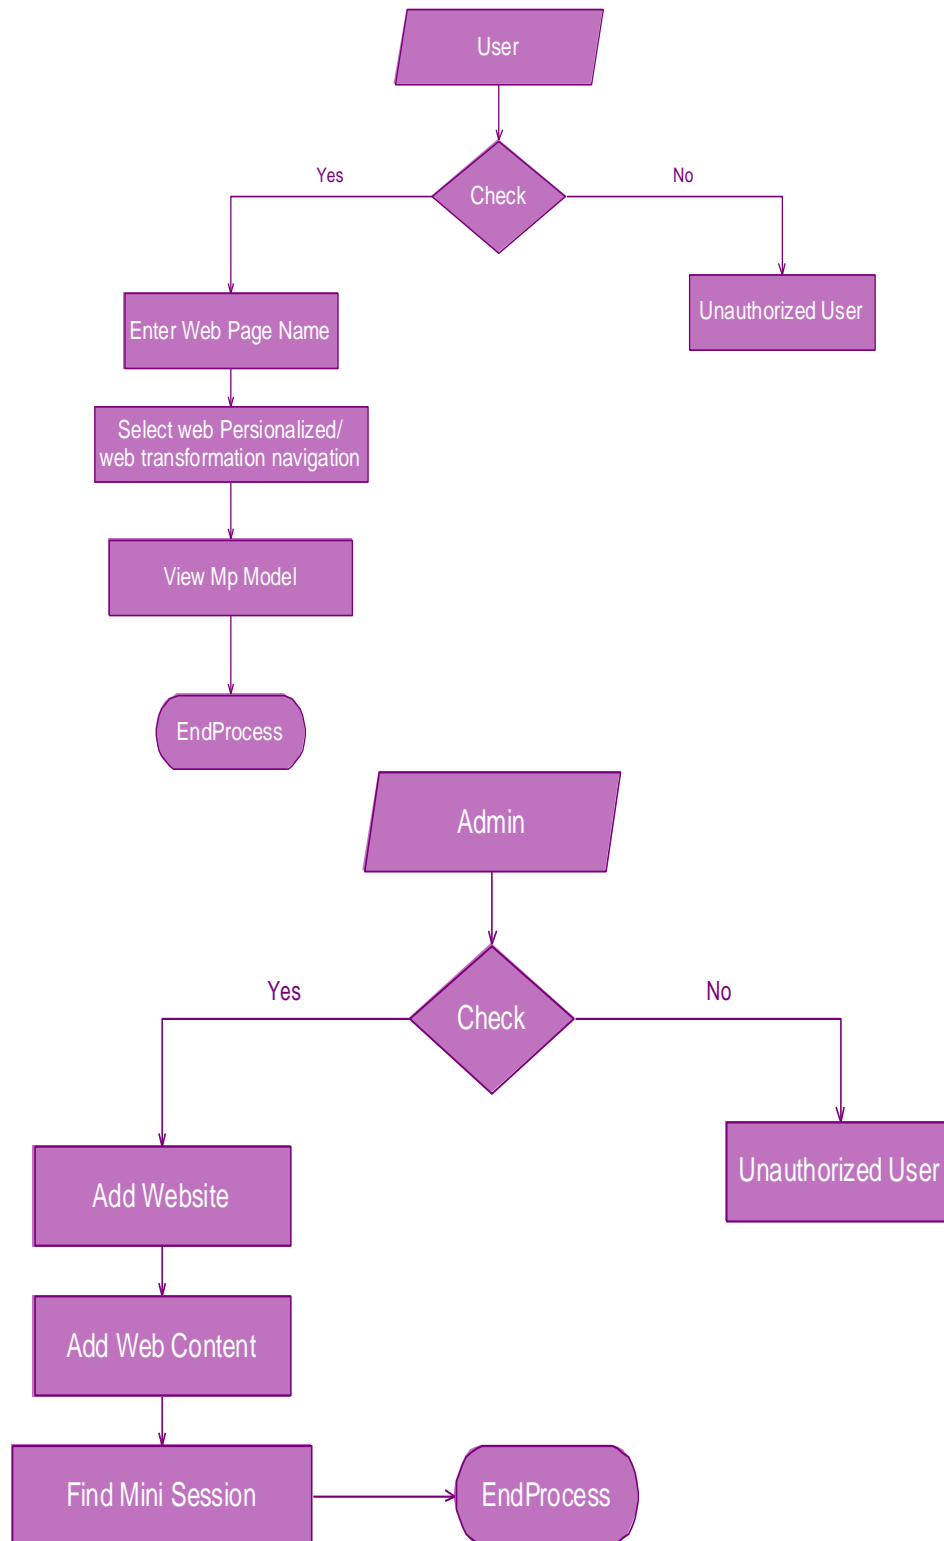 User
Yes
No
Check
Unauthorized User
Enter Web Page Name
Select web Persionalized/
web transformation navigation
View Mp Model
EndProcess
Admin
Yes
No
Check
Unauthorized User
Add Website
Add Web Content
Find Mini Session
EndProcess